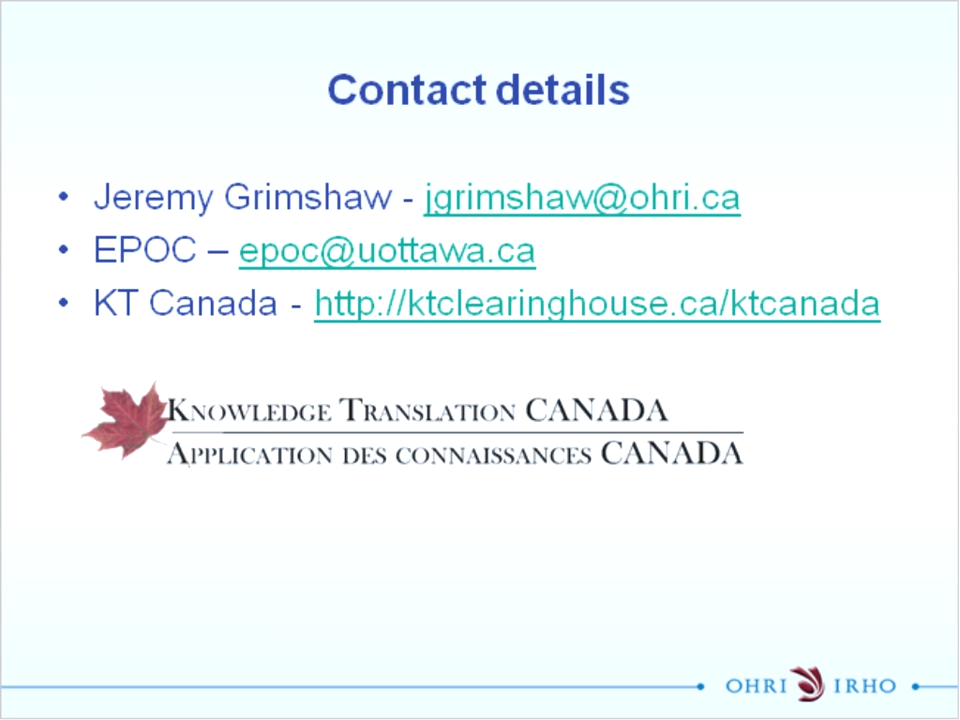 Contact details
• Jeremy Grimshaw - jgrimshaw@ohri.ca
• EPOC – epoc@uottawa.ca
• KT Canada - http://ktclearinghouse.ca/ktcanada
KNOWLEDGE TRANSLATION CANADA
APPLICATION DES CONNAISSANCES CANADA
OHRI IRHO